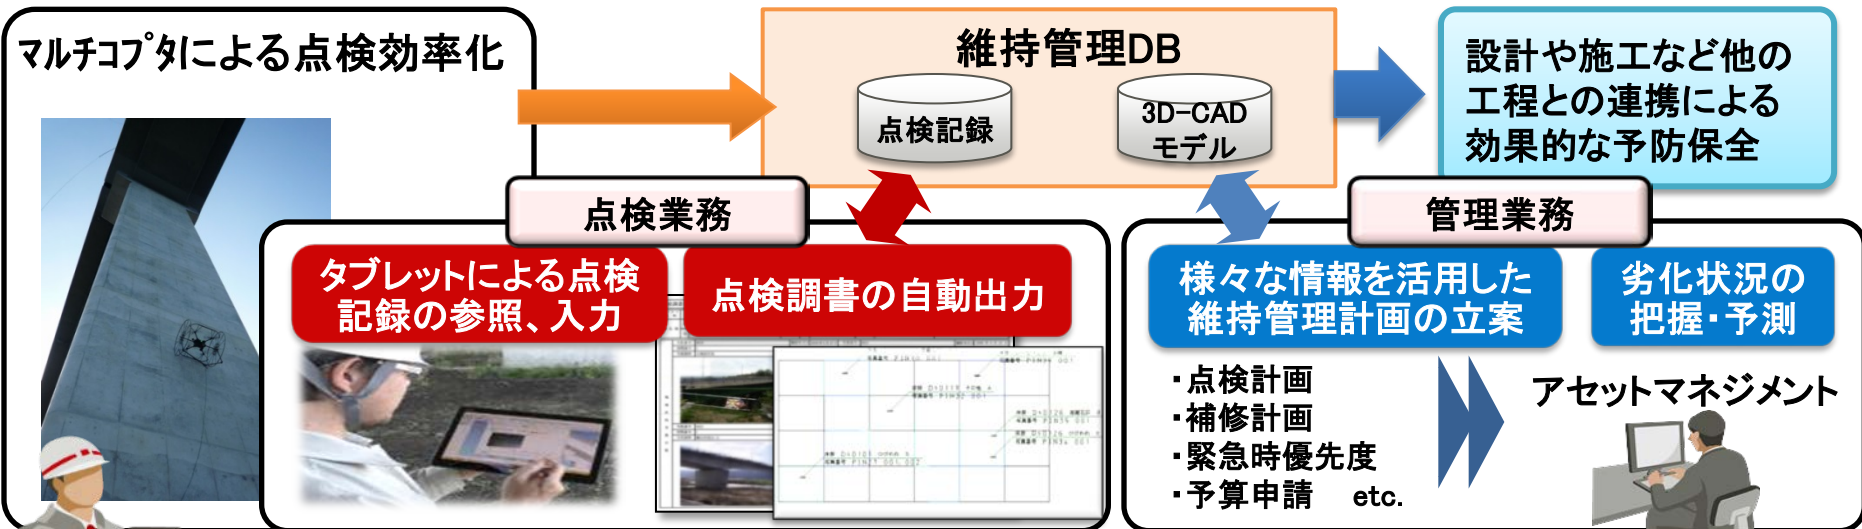 マルチコプタによる点検効率化
維持管理DB
点検記録
3D-CAD
モデル
設計や施工など他の
工程との連携による
効果的な予防保全
点検業務
タブレットによる点検
記録の参照、入力
点検調書の自動出力
管理業務
様々な情報を活用した
維持管理計画の立案
劣化状況の
把握・予測
・点検計画
・補修計画
・緊急時優先度
・予算申請　etc.
アセットマネジメント